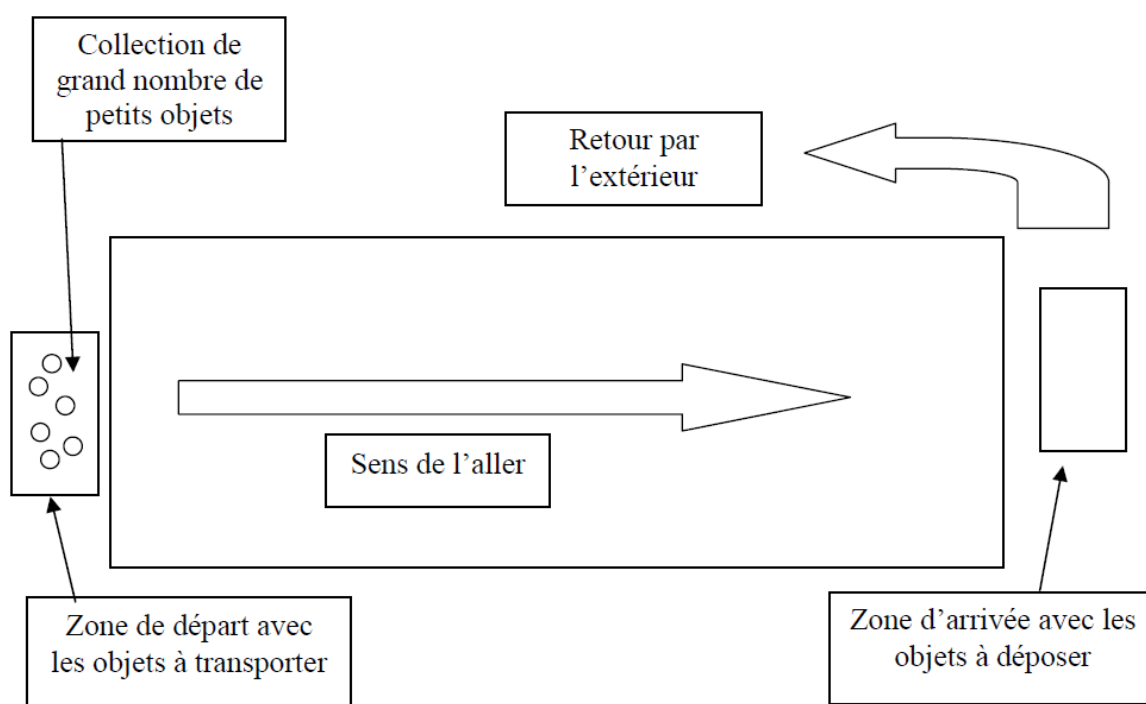 Collection de
grand nombre de
petits objets
Retour par
l’extérieur
Sens de l’aller
Zone de départ avec
les objets à transporter
Zone d’arrivée avec les
objets à déposer